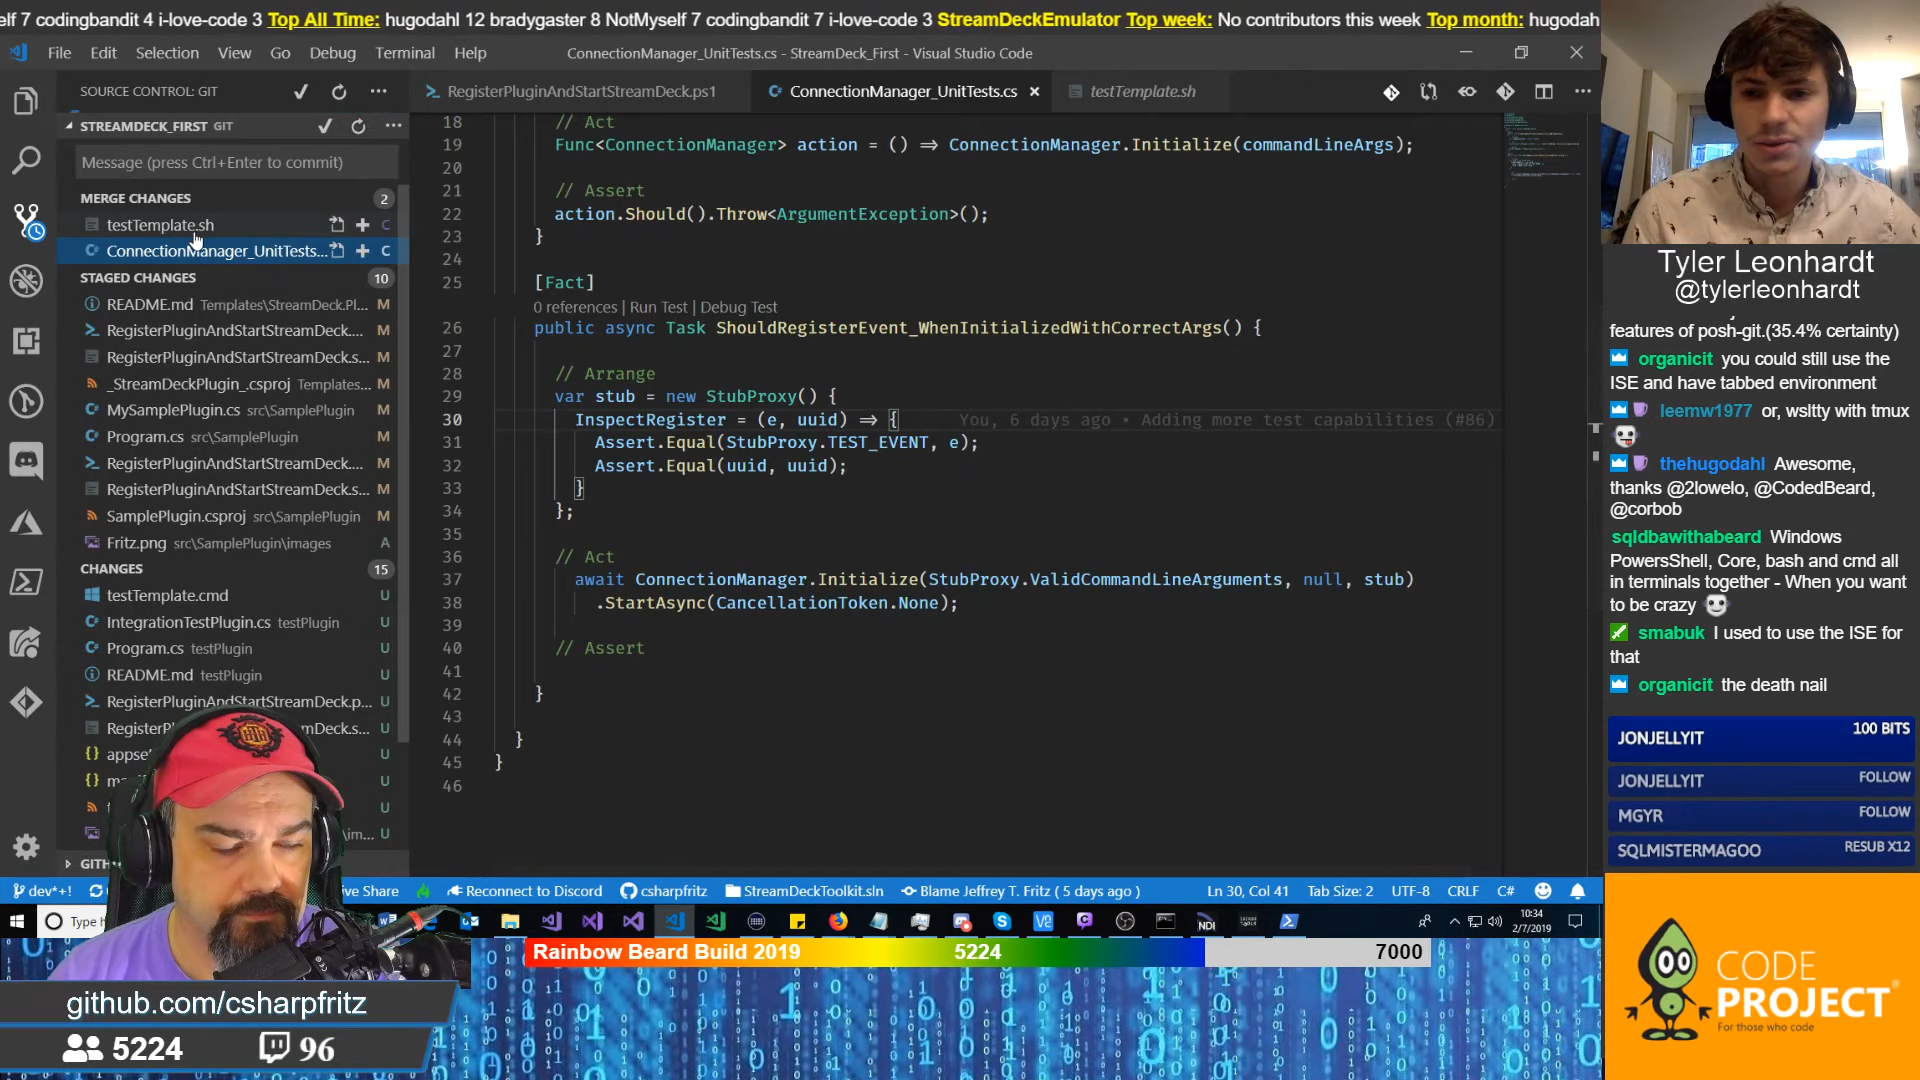 elf 7 codingbandit 4 i-love-code 3 Top All Time: hugodahl 12 bradygaster 8 NotMyself 7 codingbandit 7 i-love-code 3 StreamDeckEmulator Top week: No contributors this week Top month: hugodah
File Edit Selection View Go Debug Terminal Help
ConnectionManager_UnitTests.cs - StreamDeck_First - Visual Studio Code
SOURCE CONTROL: GIT
RegisterPluginAndStartStreamDeck.ps1
ConnectionManager_UnitTests.cs
testTemplate.sh
STREAMDECK_FIRST GIT
Message (press Ctrl+Enter to commit)
MERGE CHANGES 2
testTemplate.sh C
ConnectionManager_UnitTests... C
STAGED CHANGES 10
README.md Templates\StreamDeck.Pl... M
RegisterPluginAndStartStreamDeck.... M
RegisterPluginAndStartStreamDeck.s... M
_StreamDeckPlugin_.csproj Templates... M
MySamplePlugin.cs src\SamplePlugin M
Program.cs src\SamplePlugin M
RegisterPluginAndStartStreamDeck.... M
RegisterPluginAndStartStreamDeck.s... M
SamplePlugin.csproj src\SamplePlugin M
Fritz.png src\SamplePlugin\images A
CHANGES 15
testTemplate.cmd U
IntegrationTestPlugin.cs testPlugin U
Program.cs testPlugin U
README.md testPlugin U
RegisterPluginAndStartStreamDeck.p... U
RegisterPl mDeck.s... U
appse U
U
U
\im... U
18 // Act
19 Func<ConnectionManager> action = () => ConnectionManager.Initialize(commandLineArgs);
20
21 // Assert
22 action.Should().Throw<ArgumentException>();
23 }
24
25 [Fact]
0 references | Run Test | Debug Test
26 public async Task ShouldRegisterEvent_WhenInitializedWithCorrectArgs() {
27
28 // Arrange
29 var stub = new StubProxy() {
30 InspectRegister = (e, uuid) => { You, 6 days ago • Adding more test capabilities (#86)
31 Assert.Equal(StubProxy.TEST_EVENT, e);
32 Assert.Equal(uuid, uuid);
33 }
34 };
35
36 // Act
37 await ConnectionManager.Initialize(StubProxy.ValidCommandLineArguments, null, stub)
38 .StartAsync(CancellationToken.None);
39
40 // Assert
41
42 }
43
44 }
45 }
46
dev*+!
ive Share
Reconnect to Discord
csharpfritz
StreamDeckToolkit.sln
Blame Jeffrey T. Fritz ( 5 days ago )
Ln 30, Col 41 Tab Size: 2 UTF-8 CRLF C#
Type h
10:34
2/7/2019
Rainbow Beard Build 2019 5224 7000
github.com/csharpfritz
5224 96
Tyler Leonhardt
@tylerleonhardt
features of posh-git.(35.4% certainty)
organicit you could still use the
ISE and have tabbed environment
leemw1977 or, wsltty with tmux
thehugodahl Awesome,
thanks @2lowelo, @CodedBeard,
@corbob
sqldbawithabeard Windows
PowerShell, Core, bash and cmd all
in terminals together - When you want
to be crazy
smabuk I used to use the ISE for
that
organicit the death nail
JONJELLYIT 100 BITS
JONJELLYIT FOLLOW
MGYR FOLLOW
SQLMISTERMAGOO RESUB X12
CODE
PROJECT®
For those who code